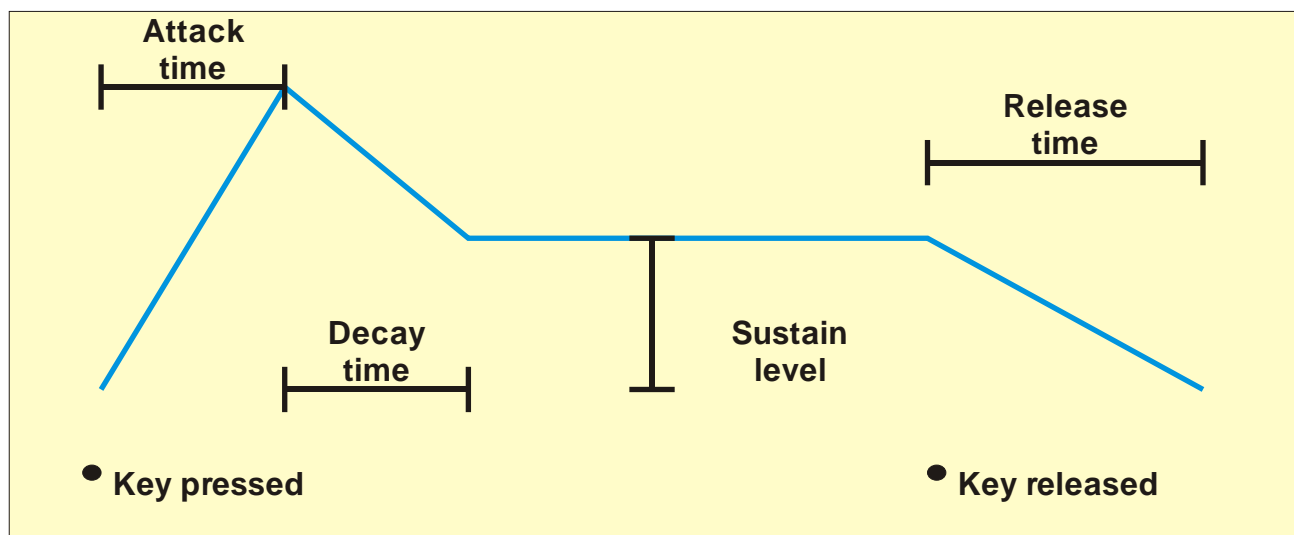 Attack
time
Release
time
Decay
time
Sustain
level
Key pressed
Key released